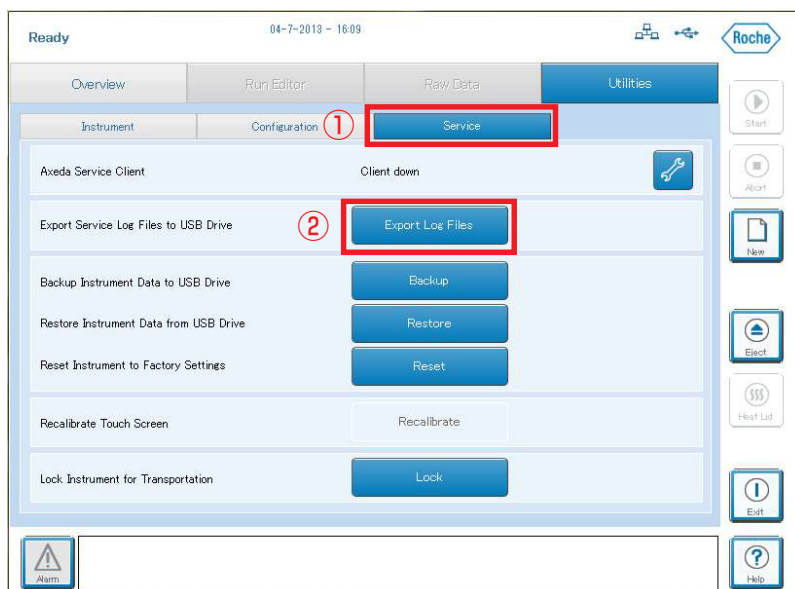 Ready
04-7-2013 - 16:09
Roche
Overview
Run Editor
Raw Data
Utilities
Instrument
Configuration
①
Service
Axeda Service Client
Client down
Export Service Log Files to USB Drive
②
Export Log Files
Backup Instrument Data to USB Drive
Backup
Restore Instrument Data from USB Drive
Restore
Reset Instrument to Factory Settings
Reset
Recalibrate Touch Screen
Recalibrate
Lock Instrument for Transportation
Lock
Start
Abort
New
Eject
Heat Lid
Exit
Alarm
Help